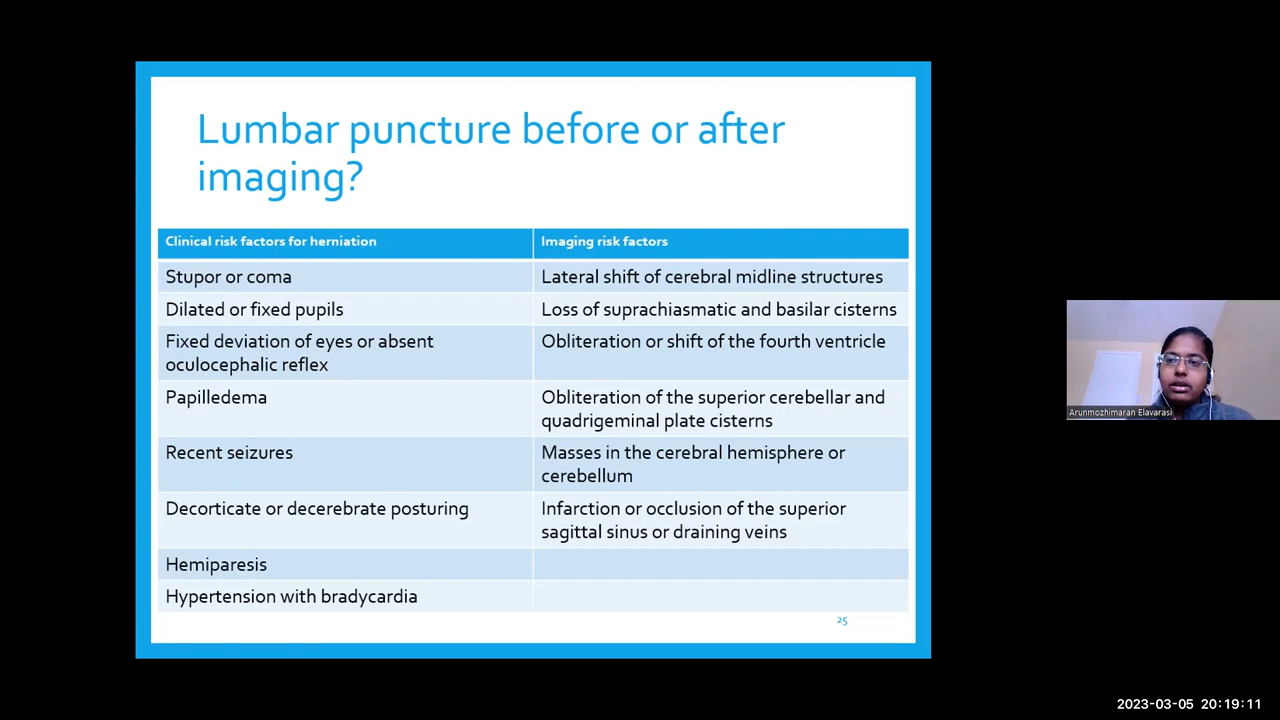 Lumbar puncture before or after
imaging?
Clinical risk factors for herniation
Imaging risk factors
Stupor or coma
Lateral shift of cerebral midline structures
Dilated or fixed pupils
Loss of suprachiasmatic and basilar cisterns
Fixed deviation of eyes or absent
oculocephalic reflex
Obliteration or shift of the fourth ventricle
Papilledema
Obliteration of the superior cerebellar and
quadrigeminal plate cisterns
Recent seizures
Masses in the cerebral hemisphere or
cerebellum
Decorticate or decerebrate posturing
Infarction or occlusion of the superior
sagittal sinus or draining veins
Hemiparesis
Hypertension with bradycardia
25
Arunmozhimaran Elavarasi
2023-03-05 20:19:11